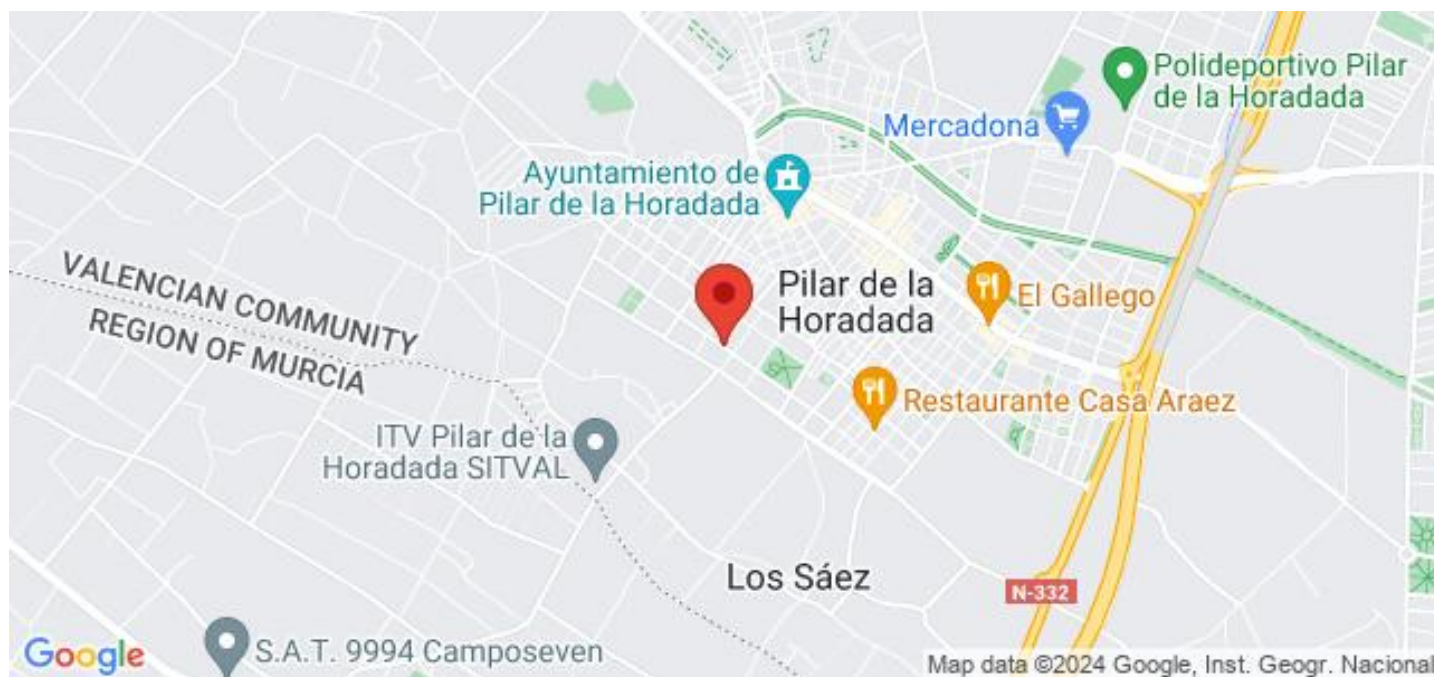 Polideportivo Pilar
de la Horadada
Mercadona
Ayuntamiento de
Pilar de la Horadada
VALENCIAN COMMUNITY
REGION OF MURCIA
Pilar de la
Horadada
El Gallego
Restaurante Casa Araez
ITV Pilar de la
Horadada SITVAL
Los Sáez
N-332
S.A.T. 9994 Camposeven
Google
Map data ©2024 Google, Inst. Geogr. Nacional